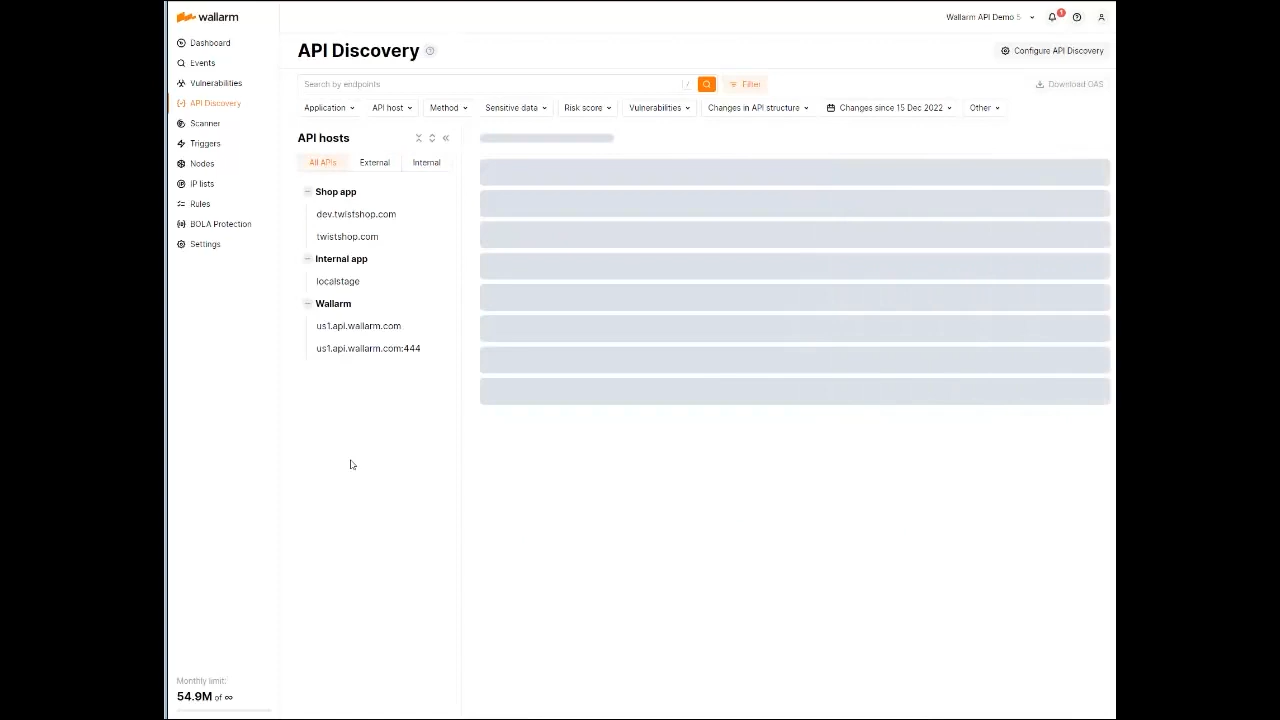 wallarm
Wallarm API Demo 5
1
Dashboard
Events
Vulnerabilities
API Discovery
Scanner
Triggers
Nodes
IP lists
Rules
BOLA Protection
Settings
Monthly limit:
54.9M of ∞
API Discovery
Configure API Discovery
Search by endpoints /
Filter
Download OAS
Application API host Method Sensitive data Risk score Vulnerabilities Changes in API structure Changes since 15 Dec 2022 Other
API hosts
All APIs External Internal
Shop app
dev.twistshop.com
twistshop.com
Internal app
localstage
Wallarm
us1.api.wallarm.com
us1.api.wallarm.com:444